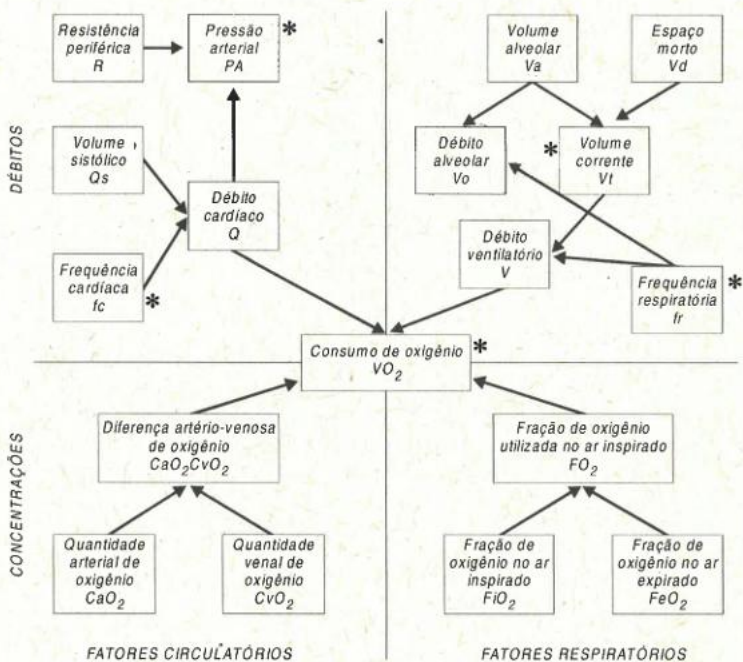 Resistência
periférica
R
Pressão
arterial
PA
*
Volume
alveolar
Va
Espaço
morto
Vd
DÉBITOS
Volume
sistólico
Qs
Débito
cardíaco
Q
Frequência
cardíaca
fc
*
Débito
alveolar
Vo
*
Volume
corrente
Vt
Débito
ventilatório
V
Frequência
respiratória
fr
*
Consumo de oxigênio
VO2
*
CONCENTRAÇÕES
Diferença artério-venosa
de oxigênio
CaO2CvO2
Fração de oxigênio
utilizada no ar inspirado
FO2
Quantidade
arterial de
oxigênio
CaO2
Quantidade
venal de
oxigênio
CvO2
Fração de
oxigênio no ar
inspirado
FiO2
Fração de
oxigênio no ar
expirado
FeO2
FATORES CIRCULATÓRIOS
FATORES RESPIRATÓRIOS